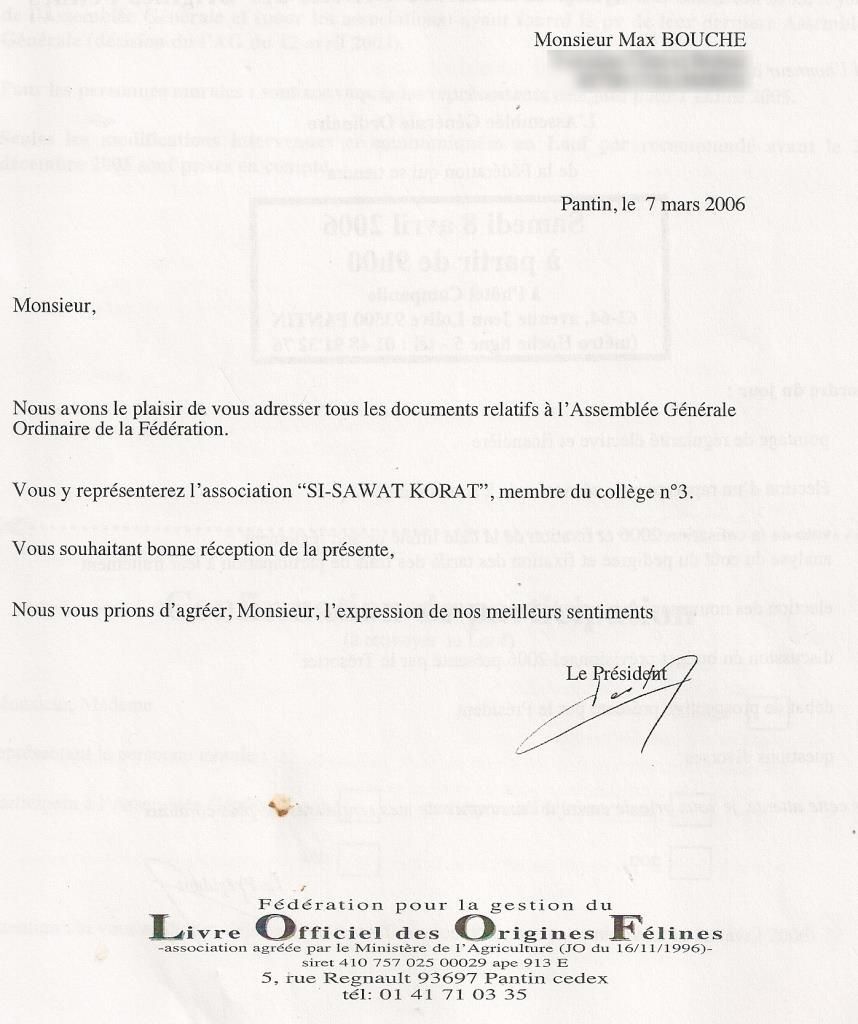 Monsieur Max BOUCHE
Pantin, le 7 mars 2006
Monsieur,
Nous avons le plaisir de vous adresser tous les documents relatifs à l'Assemblée Générale
Ordinaire de la Fédération.
Vous y représenterez l'association “SI-SAWAT KORAT”, membre du collège n°3.
Vous souhaitant bonne réception de la présente,
Nous vous prions d'agréer, Monsieur, l'expression de nos meilleurs sentiments
Le Président
Fédération pour la gestion du
Livre Officiel des Origines Félines
-association agréée par le Ministère de l'Agriculture (JO du 16/11/1996)-
siret 410 757 025 00029 ape 913 E
5, rue Regnault 93697 Pantin cedex
tél: 01 41 71 03 35